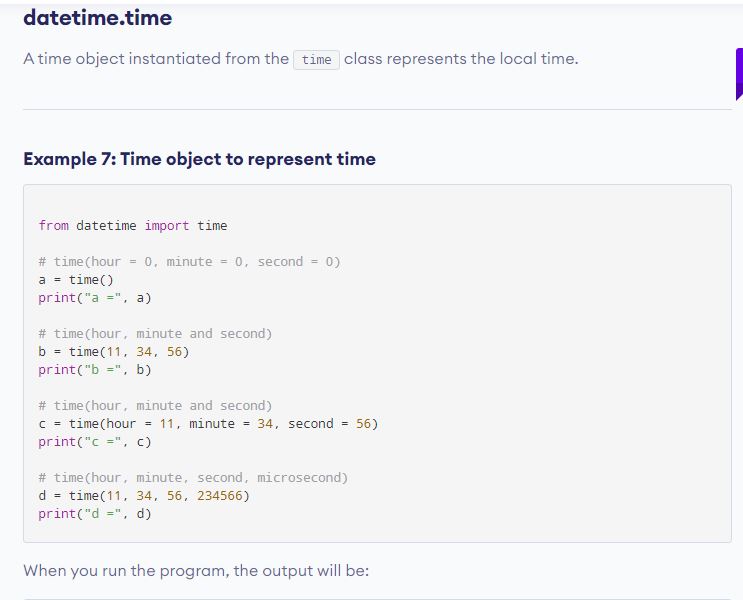 datetime.time
A time object instantiated from the time class represents the local time.
Example 7: Time object to represent time
from datetime import time
# time(hour = 0, minute = 0, second = 0)
a = time()
print("a =", a)
# time(hour, minute and second)
b = time(11, 34, 56)
print("b =", b)
# time(hour, minute and second)
c = time(hour = 11, minute = 34, second = 56)
print("c =", c)
# time(hour, minute, second, microsecond)
d = time(11, 34, 56, 234566)
print("d =", d)
When you run the program, the output will be: